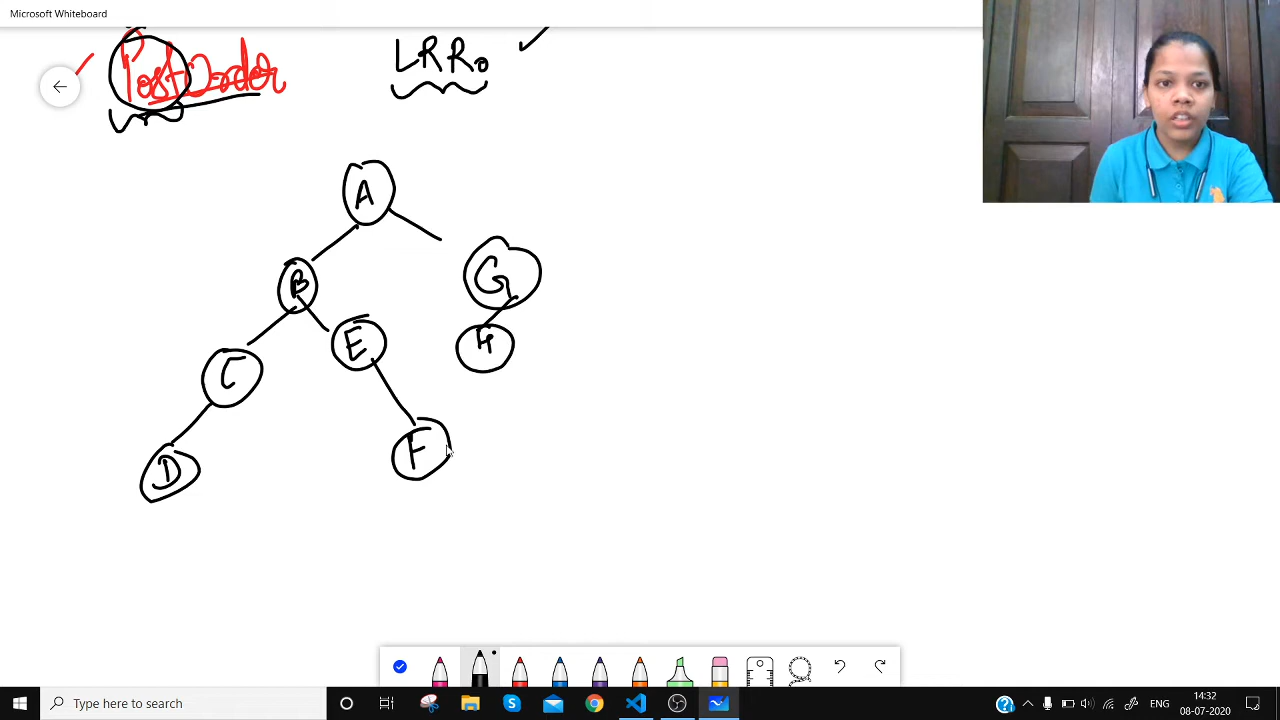 Microsoft Whiteboard
PostOrder LRRo
A
B G
E H
C
D F
Type here to search
ENG
14:32
08-07-2020